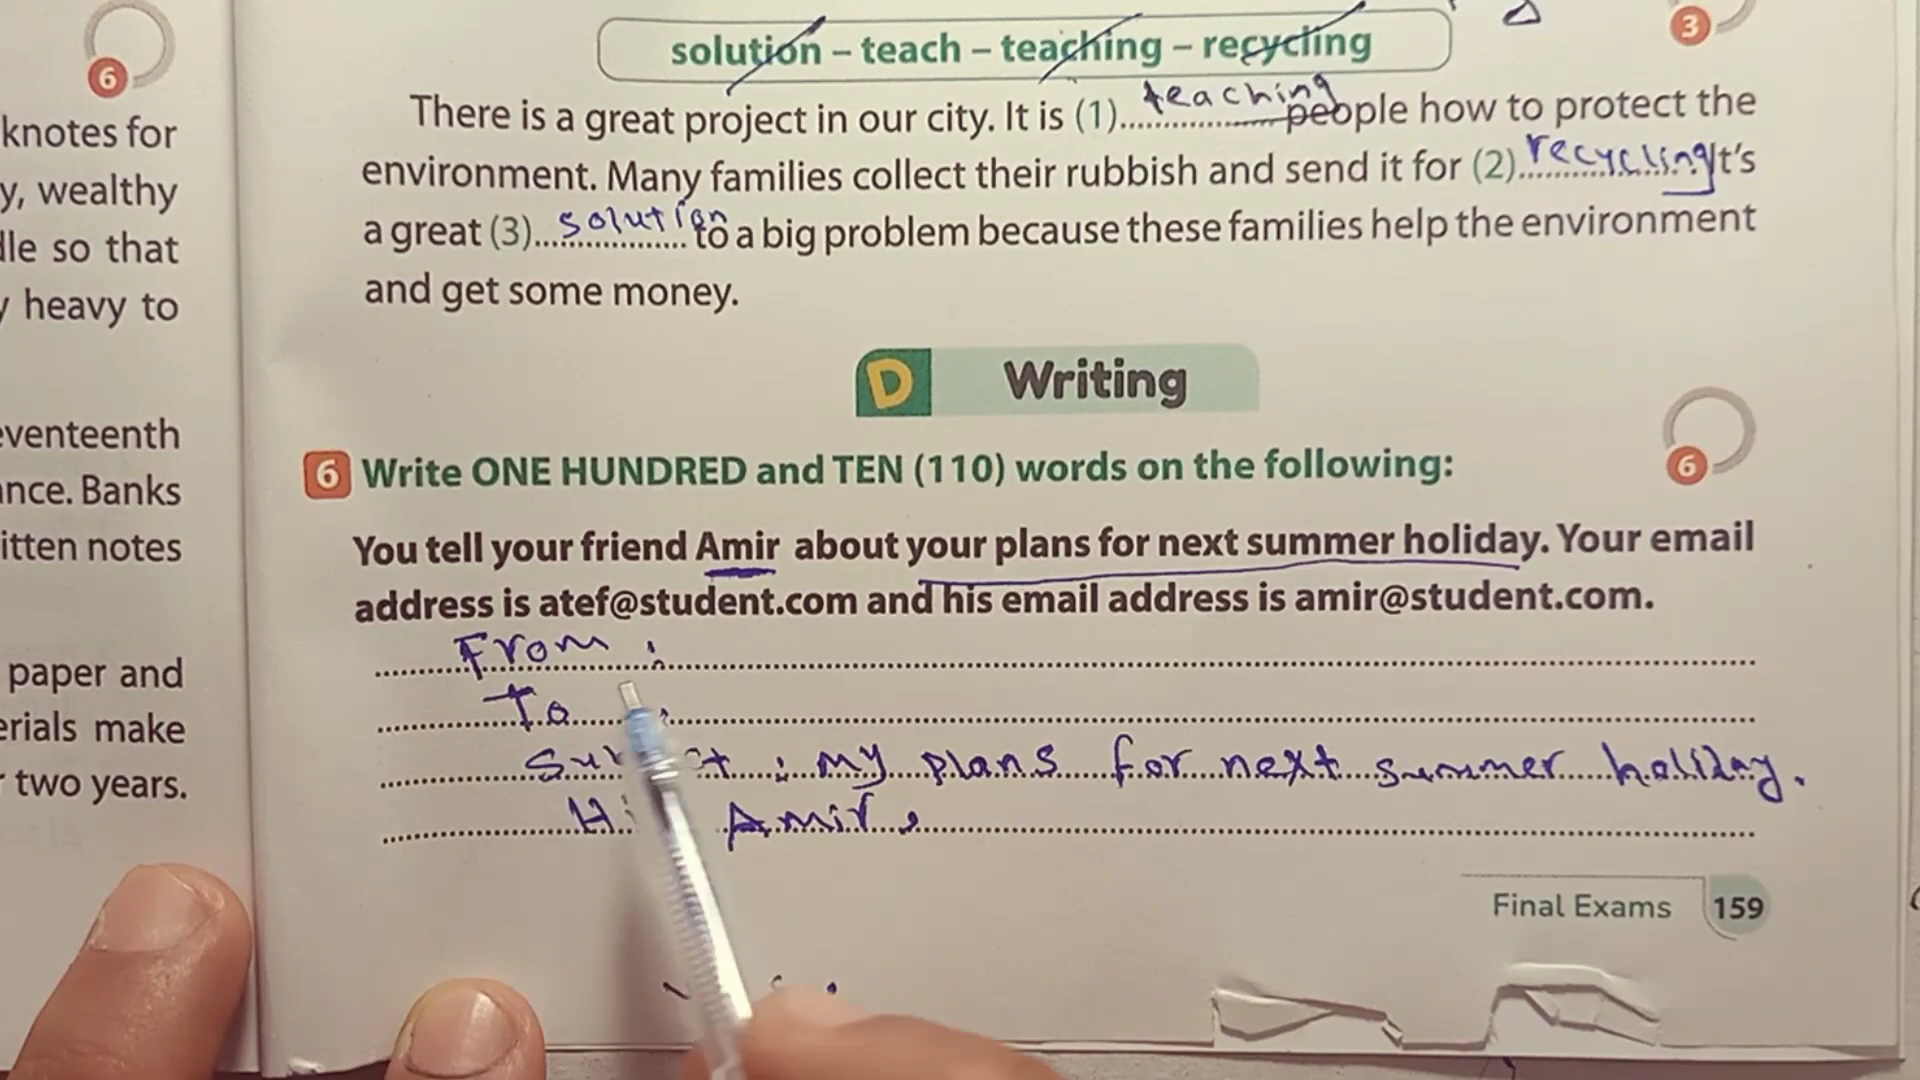 6
3
solution – teach – teaching – recycling
There is a great project in our city. It is (1)......teaching......people how to protect the
environment. Many families collect their rubbish and send it for (2)......recycling It's
a great (3)......solution......to a big problem because these families help the environment
and get some money.
D Writing
6
6 Write ONE HUNDRED and TEN (110) words on the following:
You tell your friend Amir about your plans for next summer holiday. Your email
address is atef@student.com and his email address is amir@student.com.
From :
To :
: my plans for next summer holiday.
Hi Amir,
Final Exams 159
knotes for
y, wealthy
dle so that
y heavy to
eventeenth
ance. Banks
itten notes
paper and
erials make
two years.